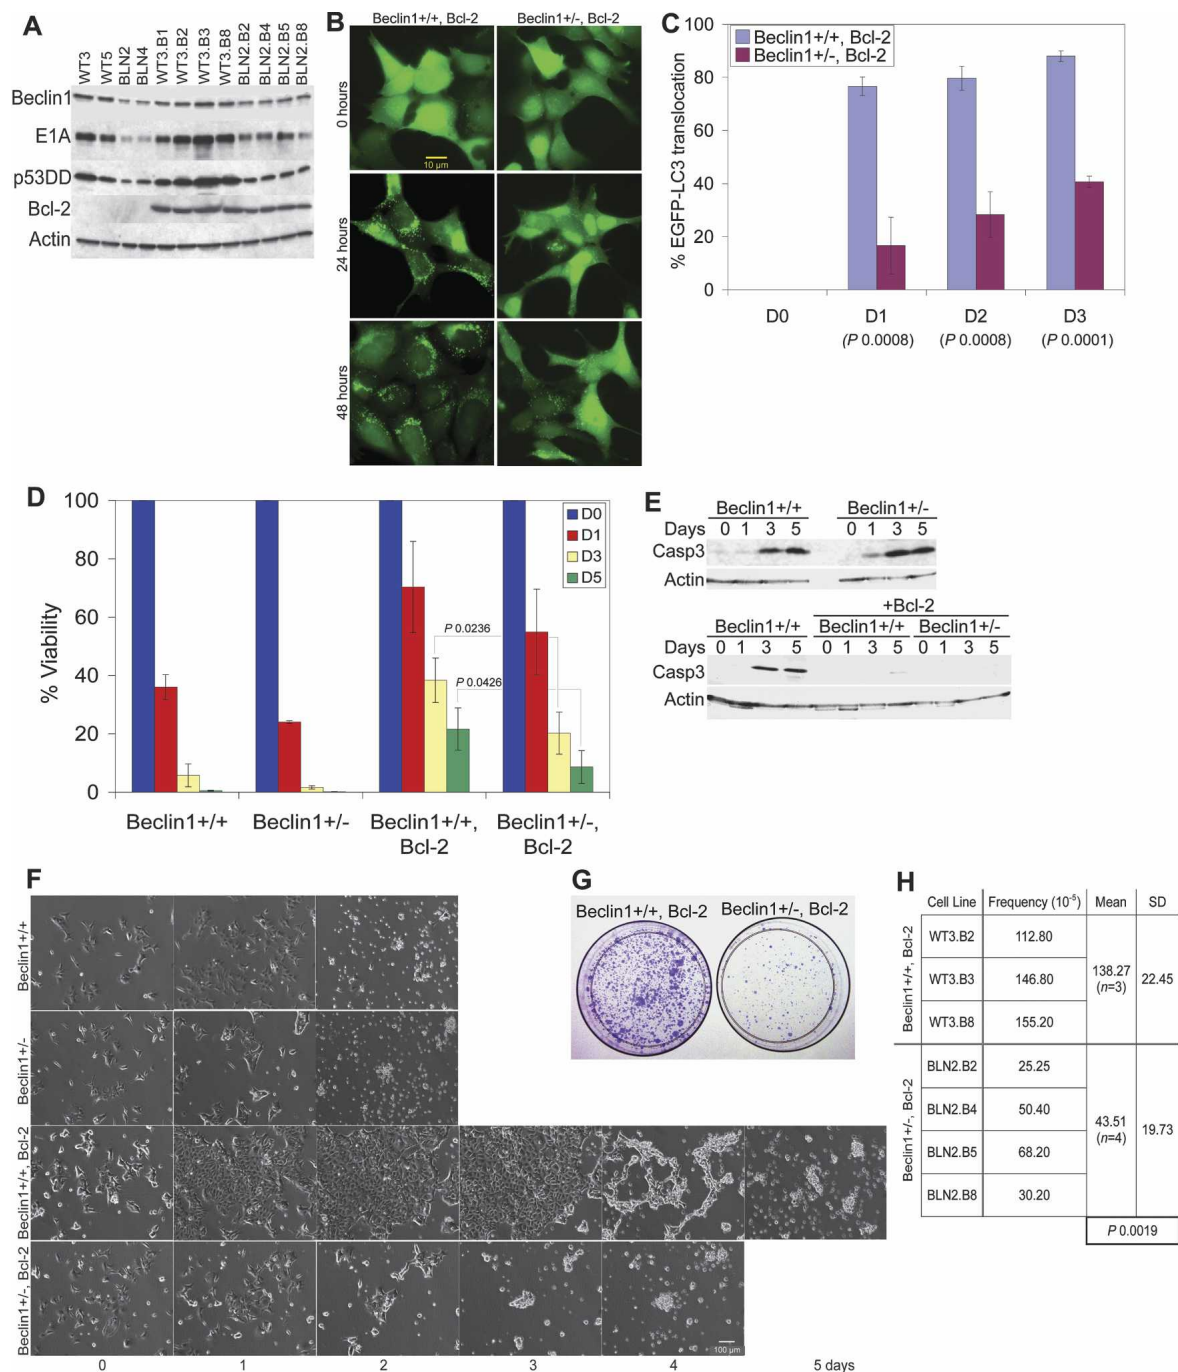 A
WT3
WT5
BLN2
BLN4
WT3.B1
WT3.B2
WT3.B3
WT3.B8
BLN2.B2
BLN2.B4
BLN2.B5
BLN2.B8
Beclin1
E1A
p53DD
Bcl-2
Actin
B
Beclin1+/+, Bcl-2
Beclin1+/-, Bcl-2
0 hours
10 µm
24 hours
48 hours
C
Beclin1+/+, Bcl-2
Beclin1+/-, Bcl-2
% EGFP-LC3 translocation
100
80
60
40
20
0
D0 D1 D2 D3
(P 0.0008) (P 0.0008) (P 0.0001)
D
% Viability
100
80
60
40
20
0
D0
D1
D3
D5
P 0.0236
P 0.0426
Beclin1+/+ Beclin1+/- Beclin1+/+, Beclin1+/-,
Bcl-2 Bcl-2
E
Beclin1+/+ Beclin1+/-
Days 0 1 3 5 0 1 3 5
Casp3
Actin
+Bcl-2
Beclin1+/+ Beclin1+/+ Beclin1+/-
Days 0 1 3 5 0 1 3 5 0 1 3 5
Casp3
Actin
F
Beclin1+/+
Beclin1+/-
Beclin1+/+, Bcl-2
Beclin1+/-, Bcl-2
100 µm
0 1 2 3 4 5 days
G
Beclin1+/+, Bcl-2 Beclin1+/-, Bcl-2
H
Cell Line Frequency (10-5) Mean SD
Beclin1+/+, Bcl-2
WT3.B2 112.80
WT3.B3 146.80 138.27 22.45
(n=3)
WT3.B8 155.20
Beclin1+/-, Bcl-2
BLN2.B2 25.25
BLN2.B4 50.40
43.51 19.73
(n=4)
BLN2.B5 68.20
BLN2.B8 30.20
P 0.0019